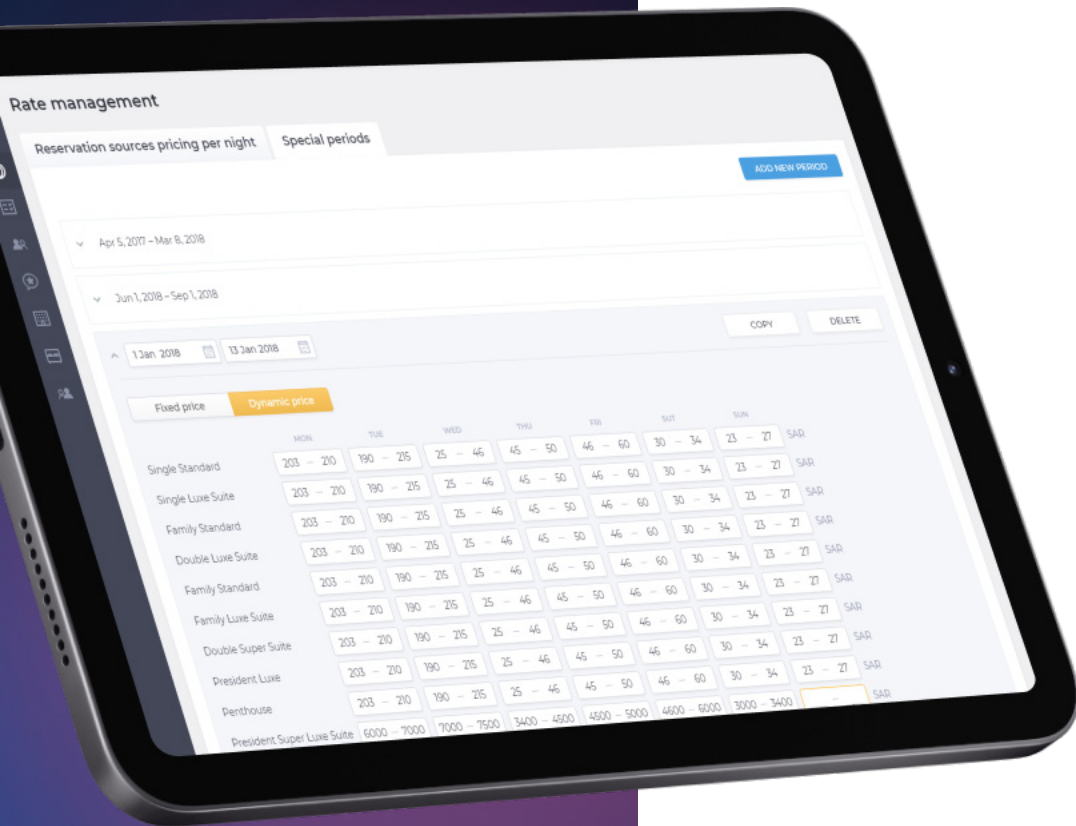 Rate management
Reservation sources pricing per night Special periods
ADD NEW PERIOD
Apr 5, 2017 – Mar 8, 2018
Jun 1, 2018 – Sep 1, 2018
1 Jan 2018 13 Jan 2018 COPY DELETE
Fixed price Dynamic price
MON TUE WED THU FRI SUT SUN
Single Standard 203 – 210 190 – 215 25 – 46 45 – 50 46 – 60 30 – 34 23 – 27 SAR
Single Luxe Suite 203 – 210 190 – 215 25 – 46 45 – 50 46 – 60 30 – 34 23 – 27 SAR
Family Standard 203 – 210 190 – 215 25 – 46 45 – 50 46 – 60 30 – 34 23 – 27 SAR
Double Luxe Suite 203 – 210 190 – 215 25 – 46 45 – 50 46 – 60 30 – 34 23 – 27 SAR
Family Standard 203 – 210 190 – 215 25 – 46 45 – 50 46 – 60 30 – 34 23 – 27 SAR
Family Luxe Suite 203 – 210 190 – 215 25 – 46 45 – 50 46 – 60 30 – 34 23 – 27 SAR
Double Super Suite 203 – 210 190 – 215 25 – 46 45 – 50 46 – 60 30 – 34 23 – 27 SAR
President Luxe 203 – 210 190 – 215 25 – 46 45 – 50 46 – 60 30 – 34 23 – 27 SAR
Penthouse 203 – 210 190 – 215 25 – 46 45 – 50 46 – 60 30 – 34 23 – 27 SAR
President Super Luxe Suite 6000 – 7000 7000 – 7500 3400 – 4500 4500 – 5000 4600 – 6000 3000 – 3400 – SAR